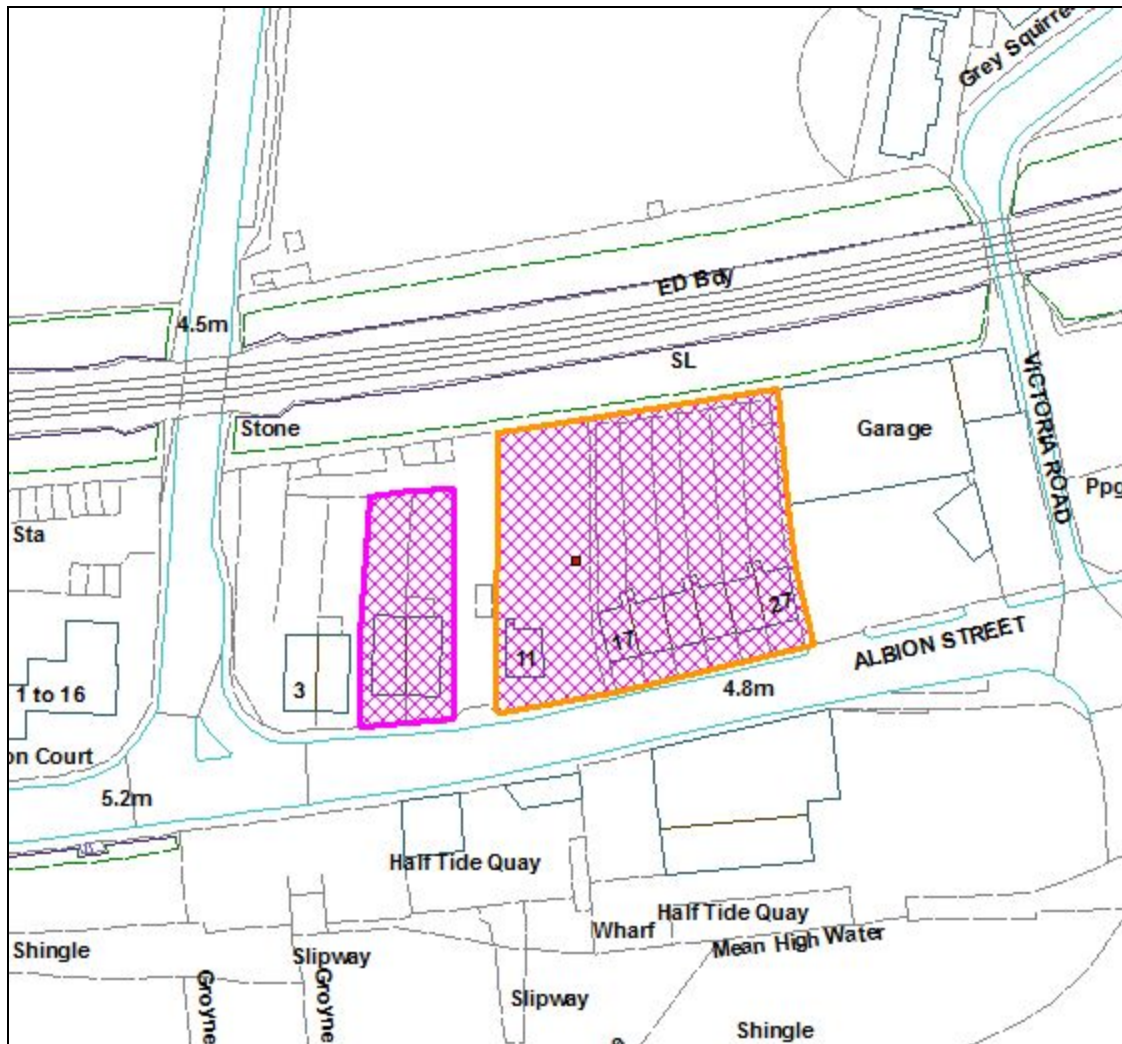 Grey Squirre
ED Bdy
4.5m
SL
Stone
Garage
VICTORIA ROAD
Ppg
Sta
27
17
11
3
ALBION STREET
4.8m
1 to 16
on Court
5.2m
Half Tide Quay
Half Tide Quay
Wharf
Mean High Water
Shingle
Slipway
Groyne
Groyne
Slipway
Shingle